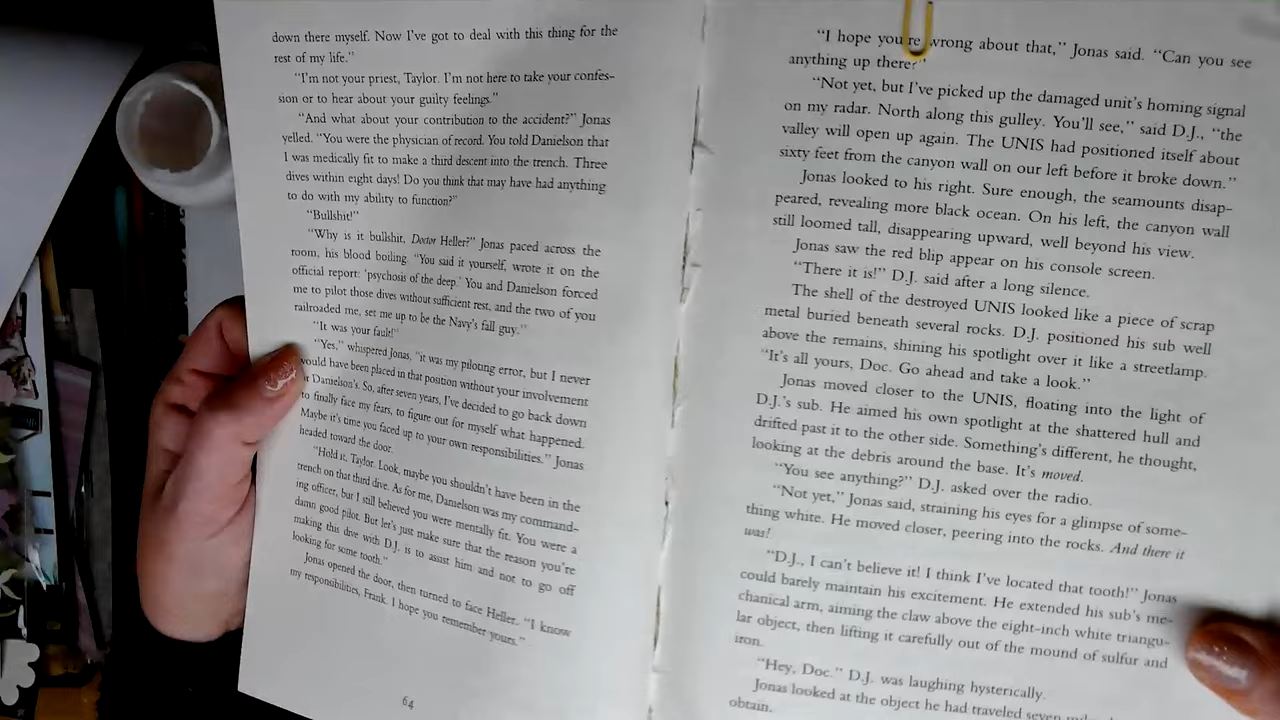 down there myself. Now I've got to deal with this thing for the
rest of my life."
"I'm not your priest, Taylor. I'm not here to take your confes-
sion or to hear about your guilty feelings."
"And what about your contribution to the accident?" Jonas
yelled. "You were the physician of record. You told Danielson that
I was medically fit to make a third descent into the trench. Three
dives within eight days! Do you think that may have had anything
to do with my ability to function?"
"Bullshit!"
"Why is it bullshit, Doctor Heller?" Jonas paced across the
room, his blood boiling. "You said it yourself, wrote it on the
official report: 'psychosis of the deep.' You and Danielson forced
me to pilot those dives without sufficient rest, and the two of you
railroaded me, set me up to be the Navy's fall guy."
"It was your fault!"
"Yes," whispered Jonas, "it was my piloting error, but I never
would have been placed in that position without your involvement
or Danielson's. So, after seven years, I've decided to go back down
to finally face my fears, to figure out for myself what happened.
Maybe it's time you faced up to your own responsibilities." Jonas
headed toward the door.
"Hold it, Taylor. Look, maybe you shouldn't have been in the
trench on that third dive. As for me, Danielson was my command-
ing officer, but I still believed you were mentally fit. You were a
damn good pilot. But let's just make sure that the reason you're
making this dive with D.J. is to assist him and not to go off
looking for some tooth."
Jonas opened the door, then turned to face Heller. "I know
my responsibilities, Frank. I hope you remember yours."
64
"I hope you're wrong about that," Jonas said. "Can you see
anything up there?"
"Not yet, but I've picked up the damaged unit's homing signal
on my radar. North along this gulley. You'll see," said D.J., "the
valley will open up again. The UNIS had positioned itself about
sixty feet from the canyon wall on our left before it broke down."
Jonas looked to his right. Sure enough, the seamounts disap-
peared, revealing more black ocean. On his left, the canyon wall
still loomed tall, disappearing upward, well beyond his view.
Jonas saw the red blip appear on his console screen.
"There it is!" D.J. said after a long silence.
The shell of the destroyed UNIS looked like a piece of scrap
metal buried beneath several rocks. D.J. positioned his sub well
above the remains, shining his spotlight over it like a streetlamp.
"It's all yours, Doc. Go ahead and take a look."
Jonas moved closer to the UNIS, floating into the light of
D.J.'s sub. He aimed his own spotlight at the shattered hull and
drifted past it to the other side. Something's different, he thought,
looking at the debris around the base. It's moved.
"You see anything?" D.J. asked over the radio.
"Not yet," Jonas said, straining his eyes for a glimpse of some-
thing white. He moved closer, peering into the rocks. And there it
was!
"D.J., I can't believe it! I think I've located that tooth!" Jonas
could barely maintain his excitement. He extended his sub's me-
chanical arm, aiming the claw above the eight-inch white triangu-
lar object, then lifting it carefully out of the mound of sulfur and
iron.
"Hey, Doc." D.J. was laughing hysterically.
Jonas looked at the object he had traveled seven
obtain.